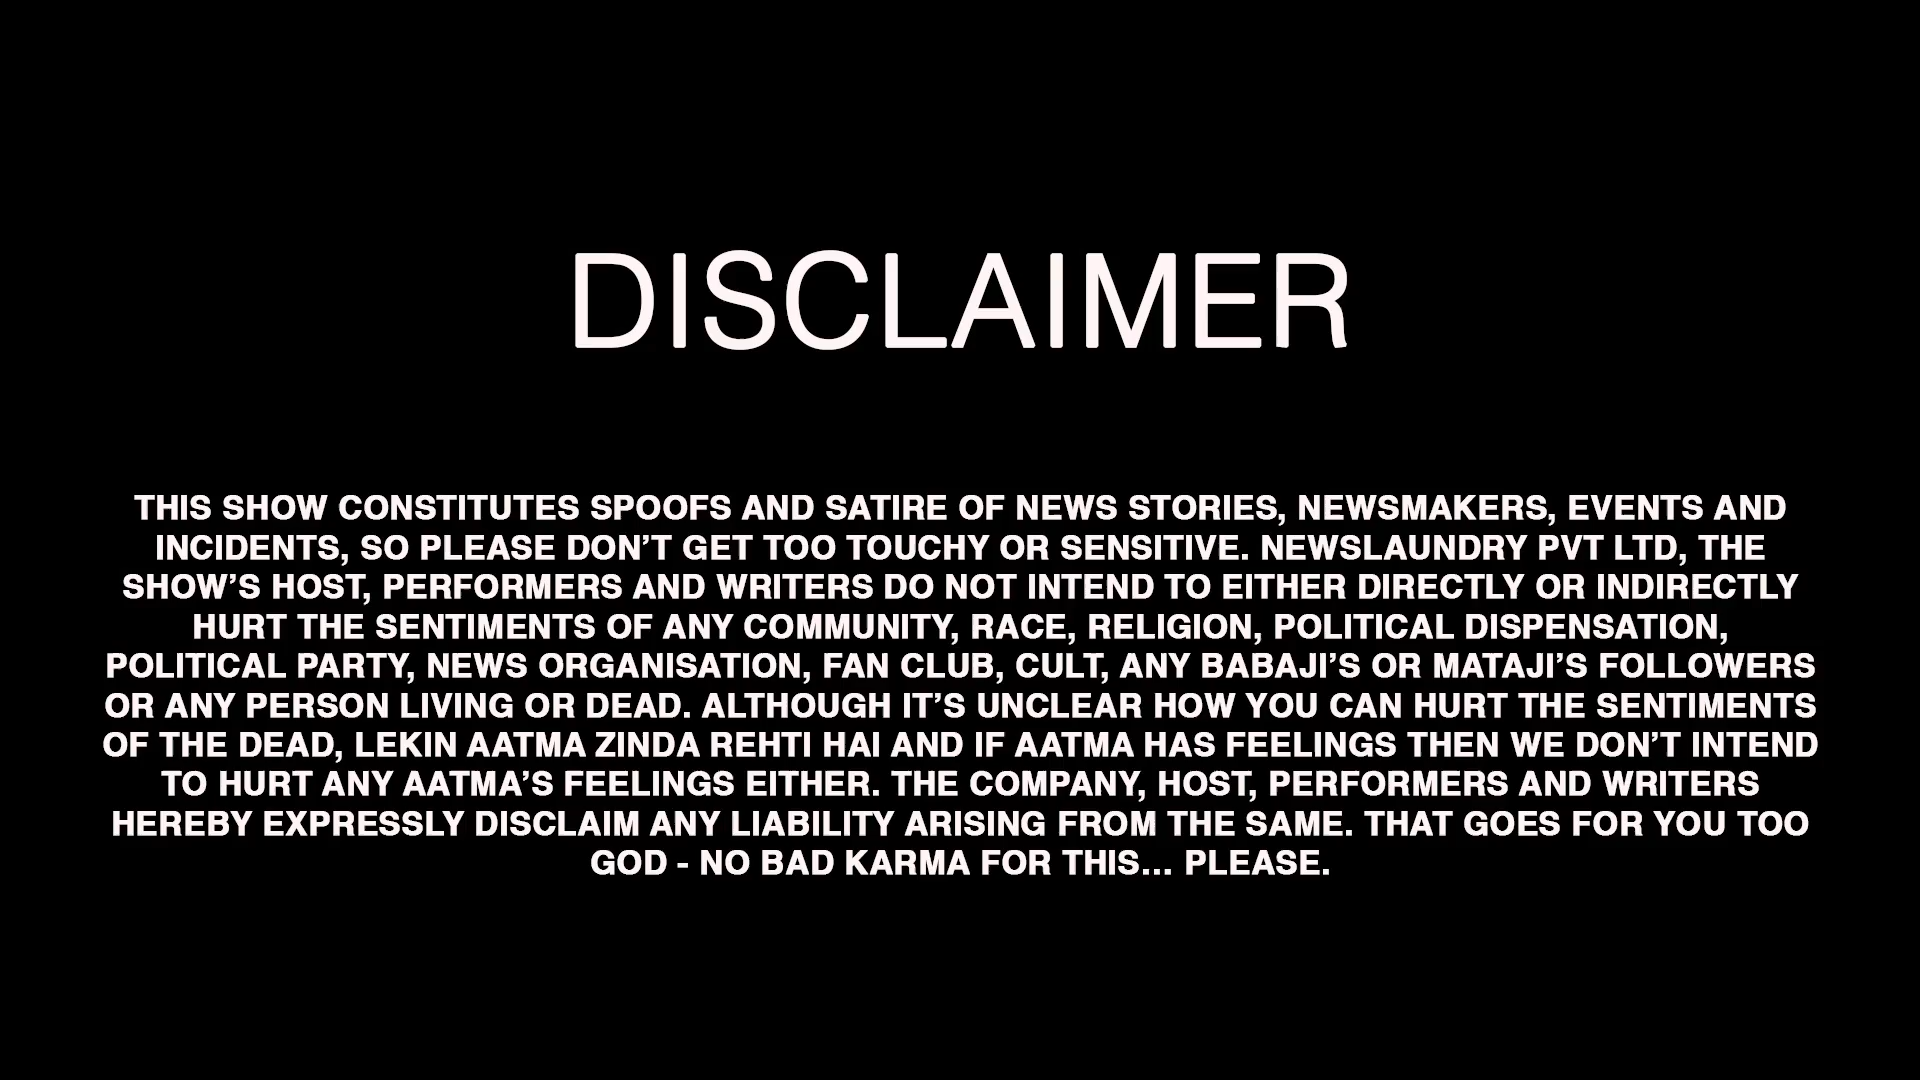 DISCLAIMER
THIS SHOW CONSTITUTES SPOOFS AND SATIRE OF NEWS STORIES, NEWSMAKERS, EVENTS AND
INCIDENTS, SO PLEASE DON’T GET TOO TOUCHY OR SENSITIVE. NEWSLAUNDRY PVT LTD, THE
SHOW’S HOST, PERFORMERS AND WRITERS DO NOT INTEND TO EITHER DIRECTLY OR INDIRECTLY
HURT THE SENTIMENTS OF ANY COMMUNITY, RACE, RELIGION, POLITICAL DISPENSATION,
POLITICAL PARTY, NEWS ORGANISATION, FAN CLUB, CULT, ANY BABAJI’S OR MATAJI’S FOLLOWERS
OR ANY PERSON LIVING OR DEAD. ALTHOUGH IT’S UNCLEAR HOW YOU CAN HURT THE SENTIMENTS
OF THE DEAD, LEKIN AATMA ZINDA REHTI HAI AND IF AATMA HAS FEELINGS THEN WE DON’T INTEND
TO HURT ANY AATMA’S FEELINGS EITHER. THE COMPANY, HOST, PERFORMERS AND WRITERS
HEREBY EXPRESSLY DISCLAIM ANY LIABILITY ARISING FROM THE SAME. THAT GOES FOR YOU TOO
GOD - NO BAD KARMA FOR THIS... PLEASE.